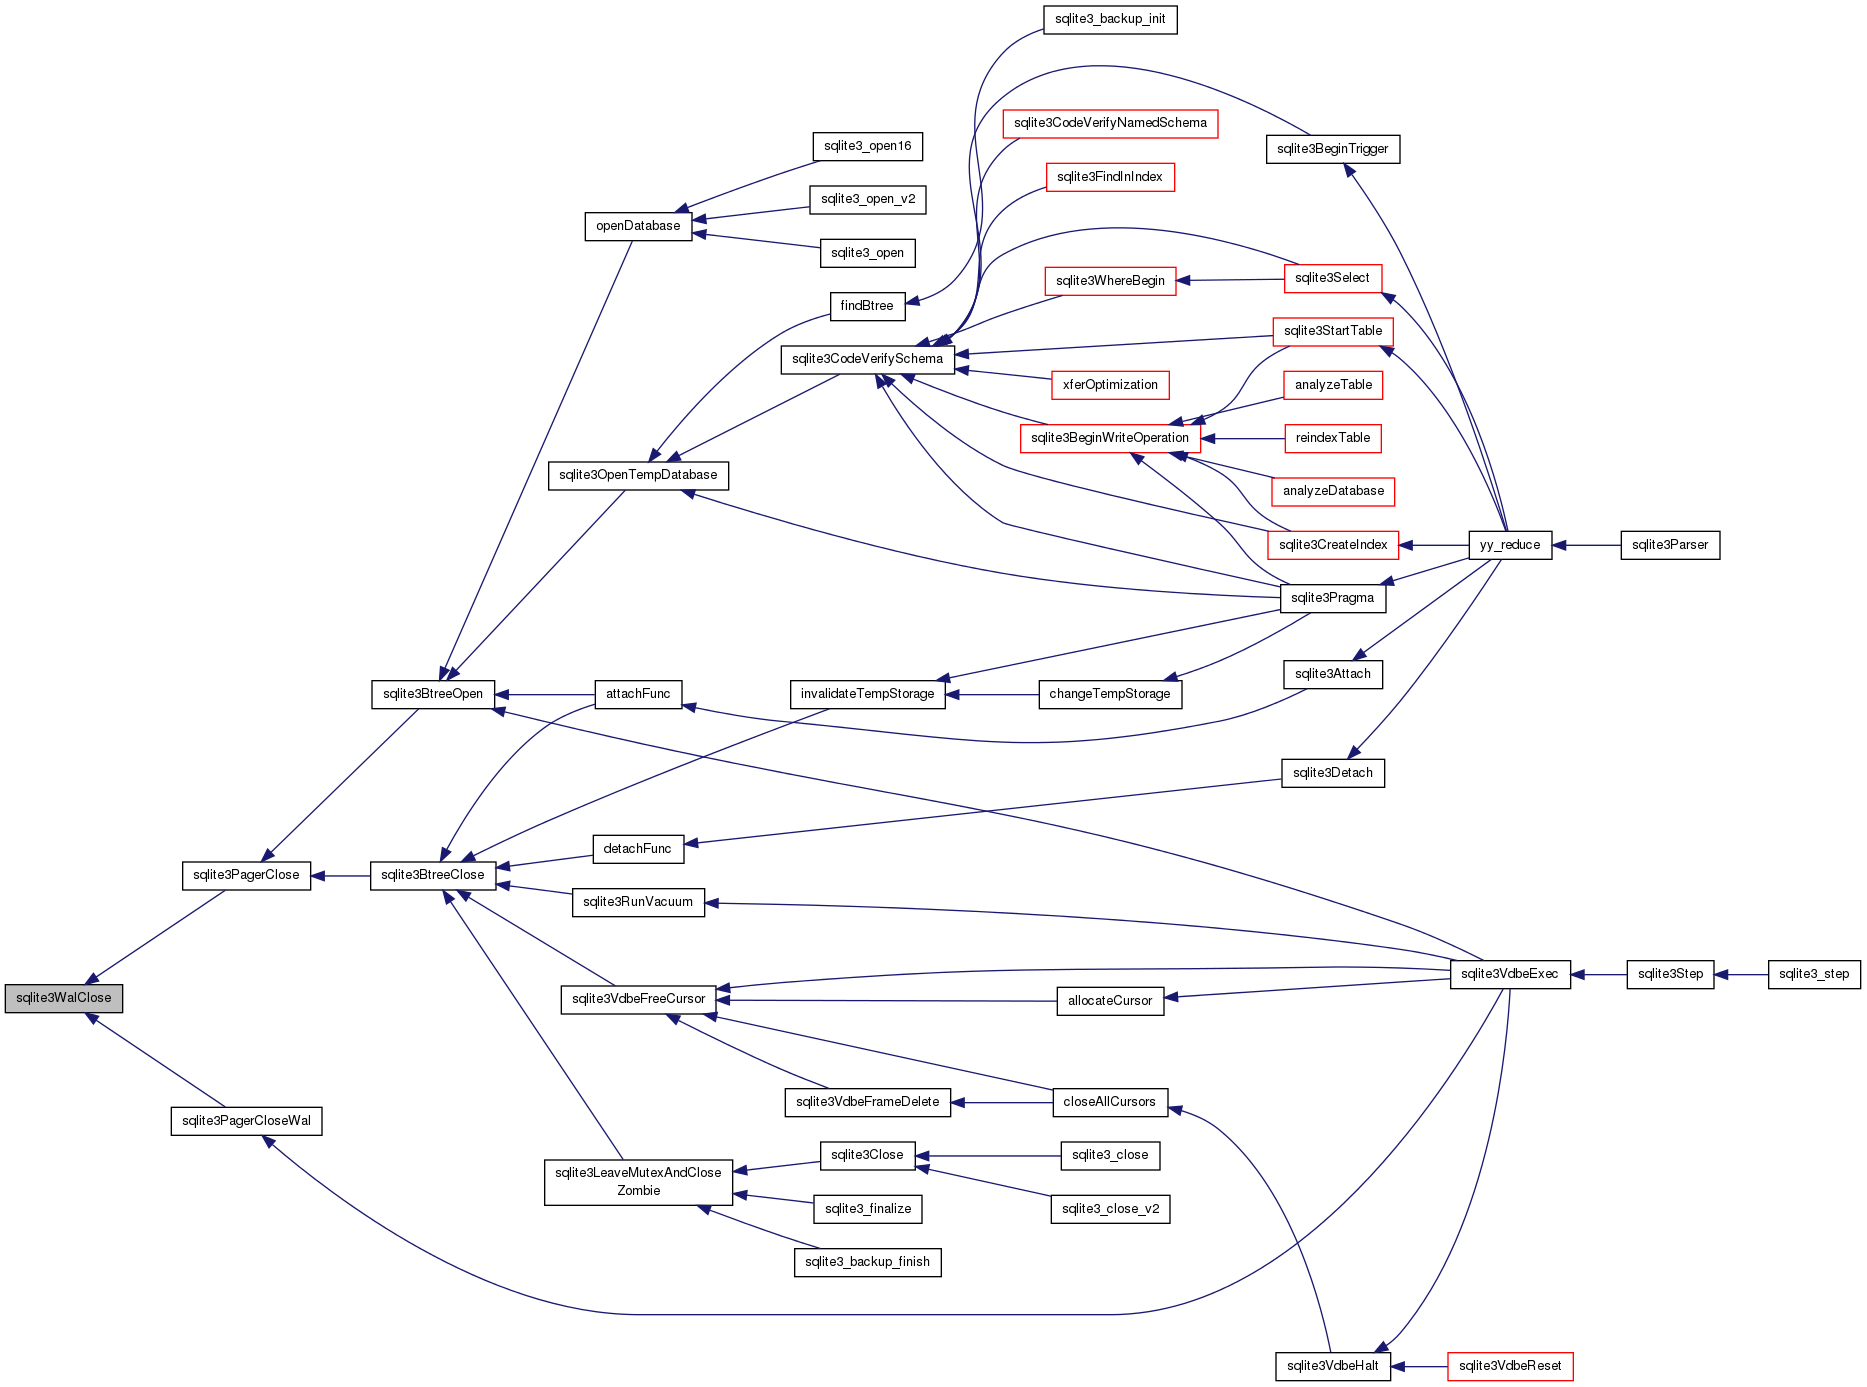 sqlite3_backup_init
sqlite3CodeVerifyNamedSchema
sqlite3_open16
sqlite3BeginTrigger
sqlite3FindInIndex
sqlite3_open_v2
openDatabase
sqlite3_open
sqlite3WhereBegin
sqlite3Select
findBtree
sqlite3StartTable
sqlite3CodeVerifySchema
xferOptimization
analyzeTable
sqlite3BeginWriteOperation
reindexTable
sqlite3OpenTempDatabase
analyzeDatabase
sqlite3CreateIndex
yy_reduce
sqlite3Parser
sqlite3Pragma
sqlite3Attach
sqlite3BtreeOpen
attachFunc
invalidateTempStorage
changeTempStorage
sqlite3Detach
detachFunc
sqlite3PagerClose
sqlite3BtreeClose
sqlite3RunVacuum
sqlite3VdbeExec
sqlite3Step
sqlite3_step
sqlite3WalClose
sqlite3VdbeFreeCursor
allocateCursor
sqlite3VdbeFrameDelete
closeAllCursors
sqlite3PagerCloseWal
sqlite3Close
sqlite3_close
sqlite3LeaveMutexAndClose
Zombie
sqlite3_finalize
sqlite3_close_v2
sqlite3_backup_finish
sqlite3VdbeHalt
sqlite3VdbeReset